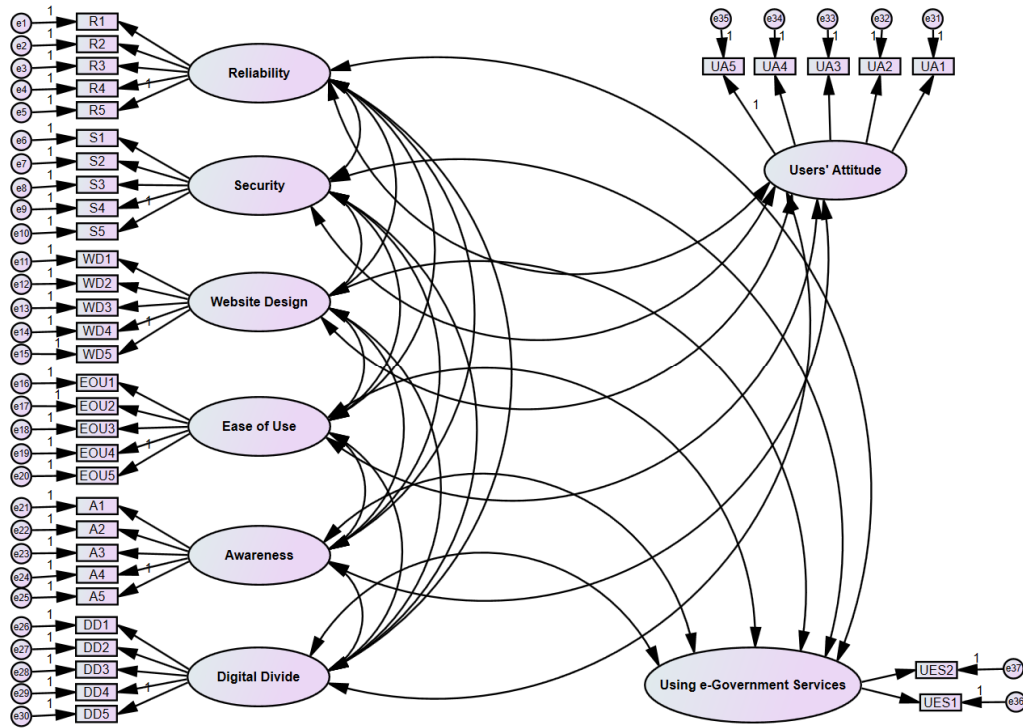 e1 1 R1
e2 1 R2
e3 1 R3
e4 1 R4 1
e5 1 R5
Reliability
e6 1 S1
e7 1 S2
e8 1 S3
e9 1 S4 1
e10 1 S5
Security
e11 1 WD1
e12 1 WD2
e13 1 WD3
e14 1 WD4 1
e15 1 WD5
Website Design
e16 1 EOU1
e17 1 EOU2
e18 1 EOU3
e19 1 EOU4 1
e20 1 EOU5
Ease of Use
e21 1 A1
e22 1 A2
e23 1 A3
e24 1 A4 1
e25 1 A5
Awareness
e26 1 DD1
e27 1 DD2
e28 1 DD3
e29 1 DD4 1
e30 1 DD5
Digital Divide
e35 e34 e33 e32 e31
1 1 1 1 1
UA5 UA4 UA3 UA2 UA1
1
Users' Attitude
Using e-Government Services
UES2 1 e37
UES1 1 e36